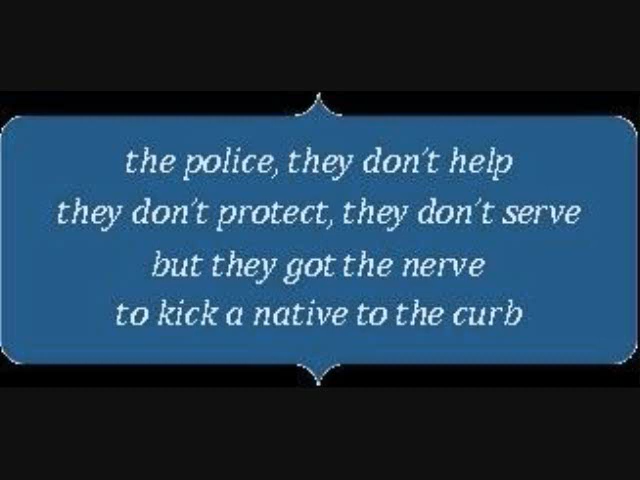 the police, they don't help
they don't protect, they don't serve
but they got the nerve
to kick a native to the curb